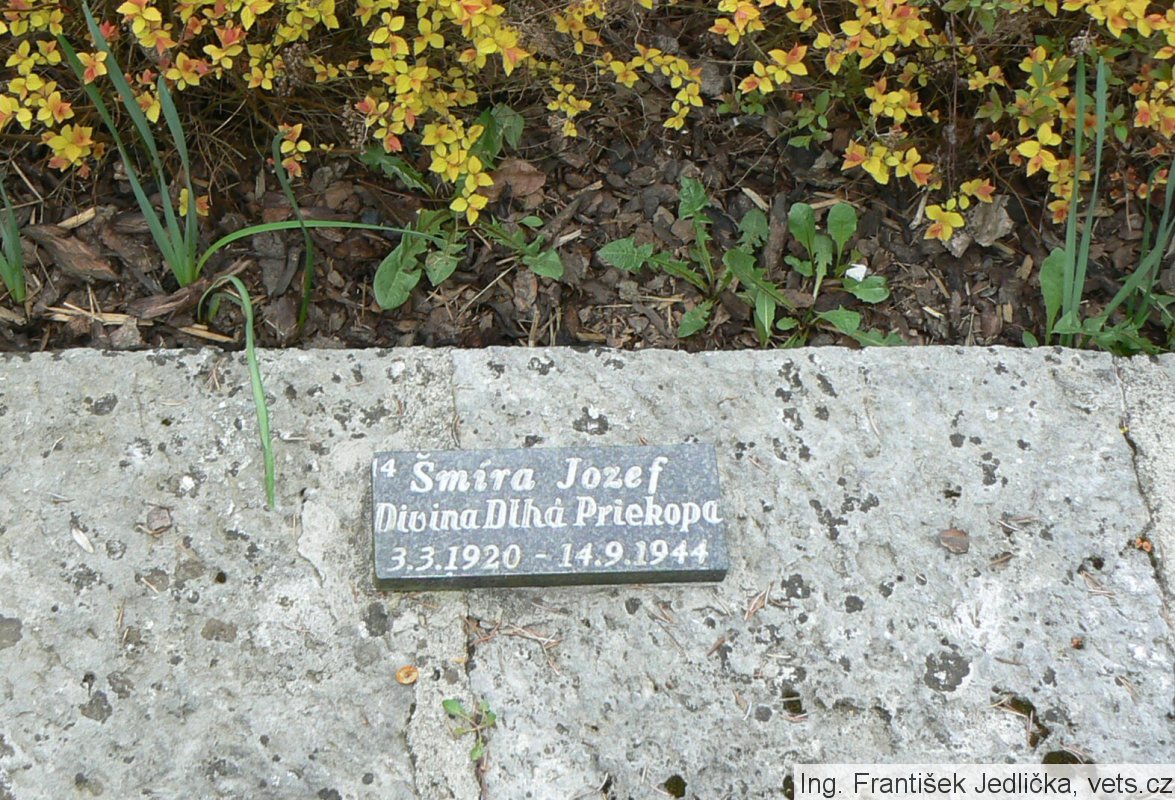 14 Šmíra Jozef
Divina Dlhá Priekopa
3.3.1920 - 14.9.1944
Ing. František Jedlička, vets.cz